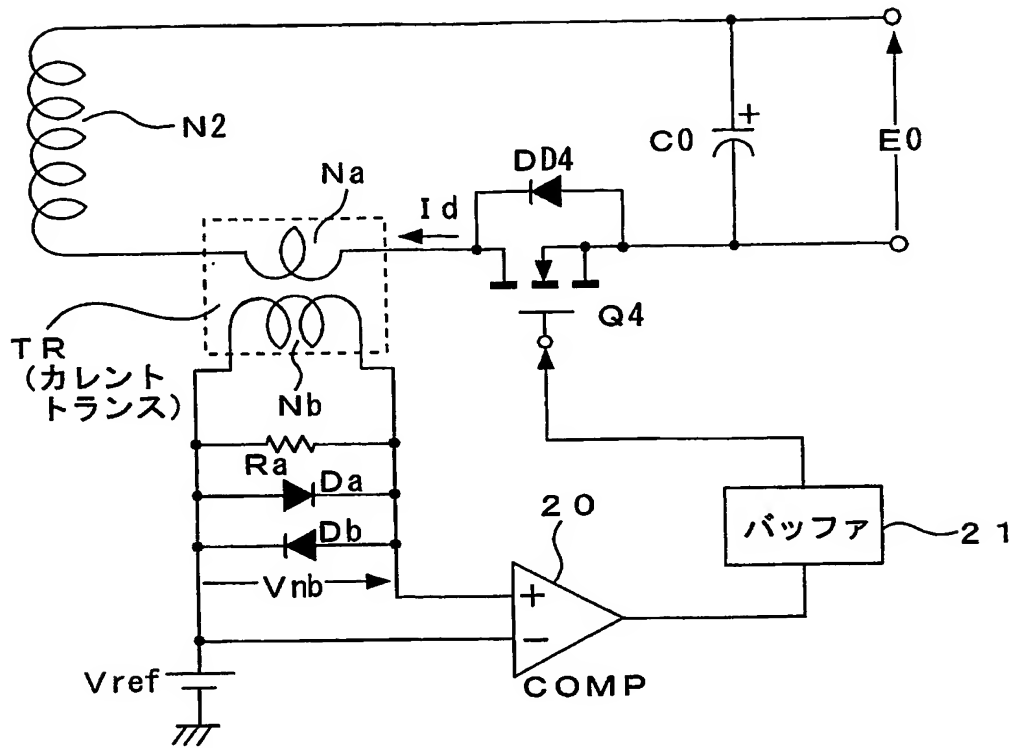 N2
Na
Id
DD4
+
C0
E0
Q4
TR
(カレント
トランス)
Nb
Ra
Da
Db
Vnb
20
+
−
COMP
バッファ
21
Vref